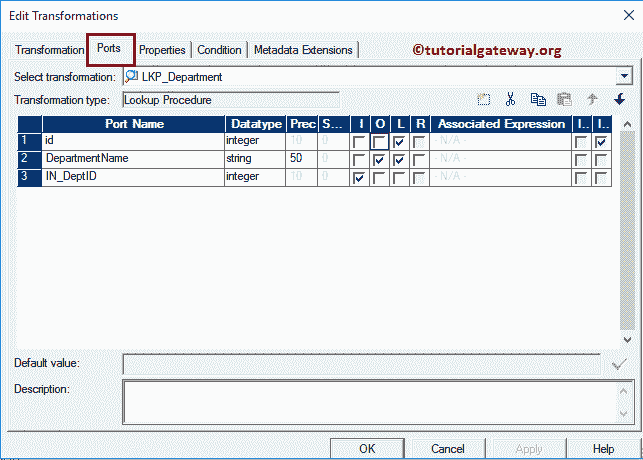 Edit Transformations
Transformation Ports Properties Condition Metadata Extensions ©tutorialgateway.org
Select transformation: LKP_Department
Transformation type: Lookup Procedure
Port Name Datatype Prec S... I O L R Associated Expression I... I...
1 id integer 10 0 - N/A -
2 DepartmentName string 50 0 - N/A -
3 IN_DeptID integer 10 0 - N/A -
Default value:
Description:
OK Cancel Apply Help